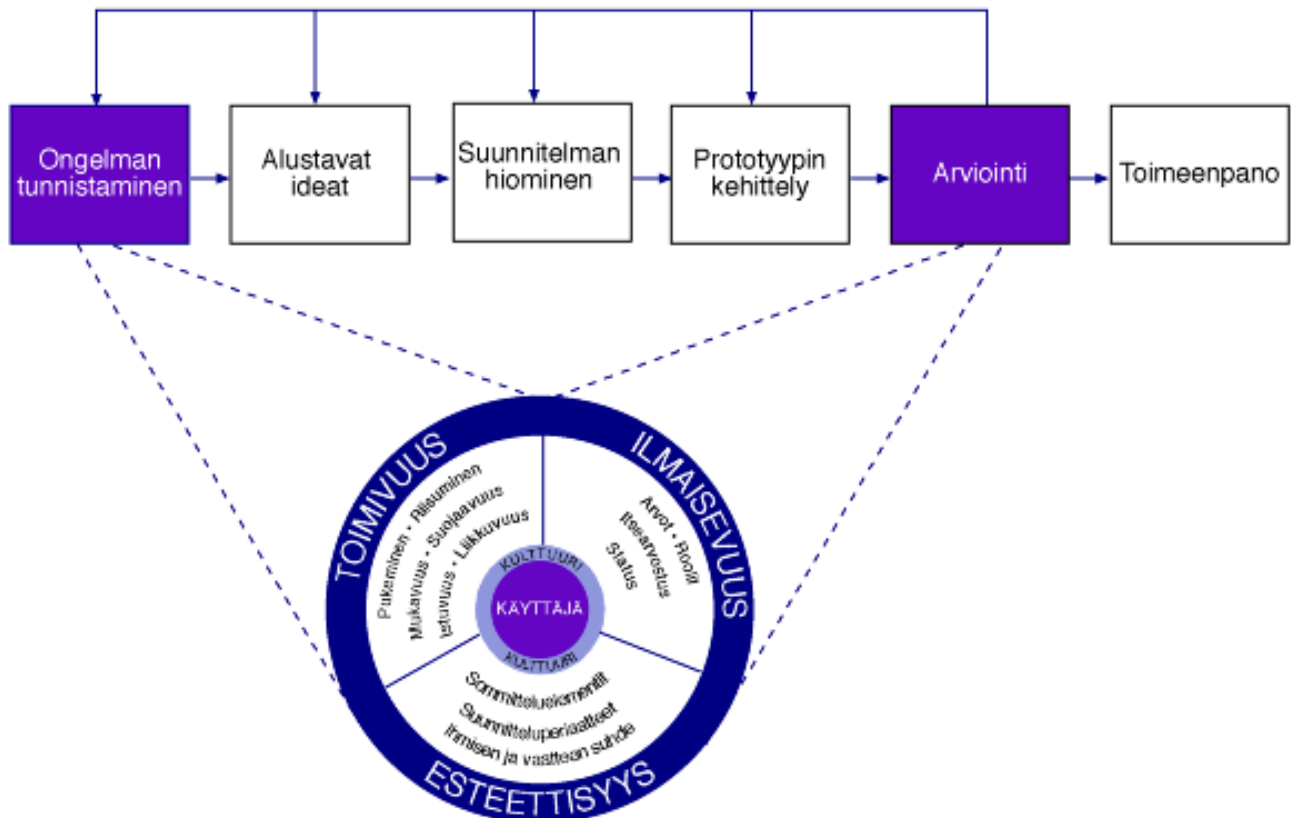 Ongelman
tunnistaminen
Alustavat
ideat
Suunnitelman
hiominen
Prototyypin
kehittely
Arviointi
Toimeenpano
TOIMIVUUS
Pukeminen • Riisuminen
Mukavuus • Suojaavuus
Istuvuus • Liikkuvuus
ILMAISEVUUS
Arvot • Roolit
Itsearvostus
Status
KULTTUURI
KÄYTTÄJÄ
KULTTUURI
Sommitteluelementit
Suunnitteluperiaatteet
Ihmisen ja vaatteen suhde
ESTEETTISYYS